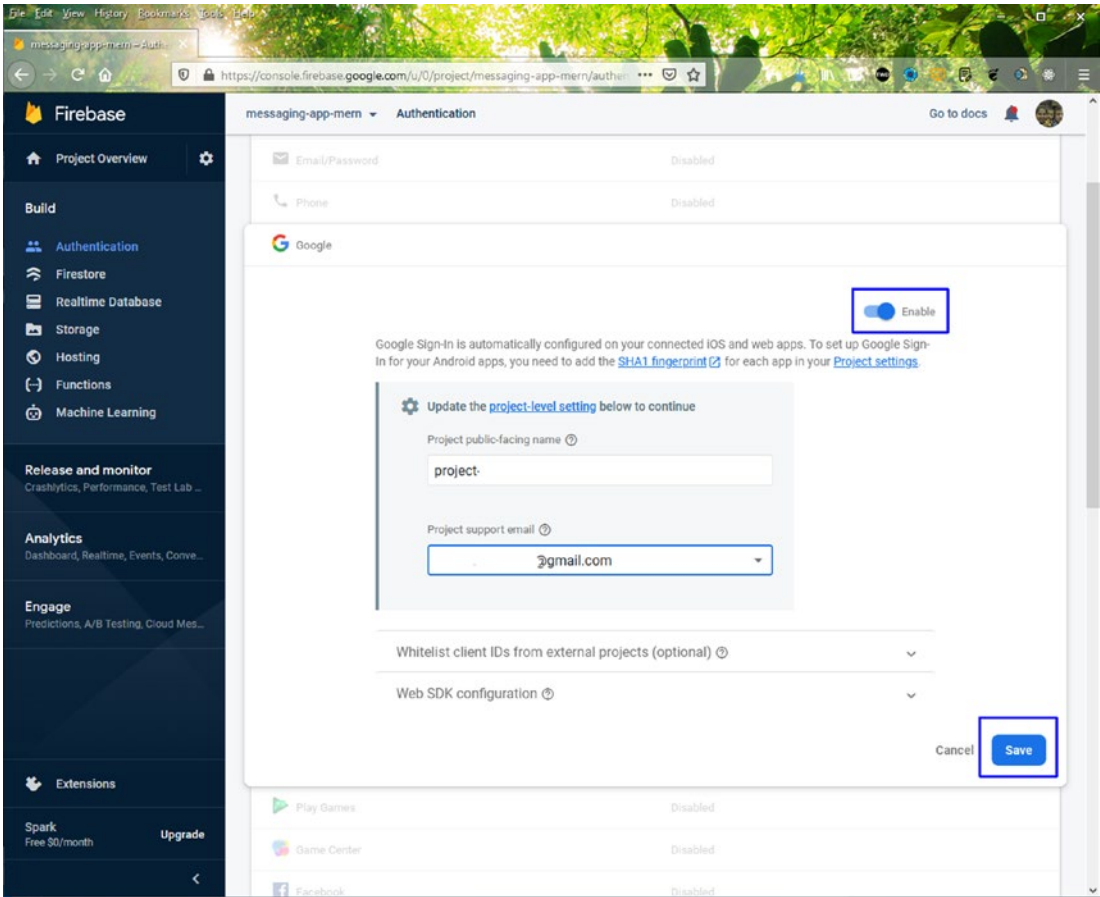 File Edit View History Bookmarks Tools Help
messaging-app-mern – Auth
https://console.firebase.google.com/u/0/project/messaging-app-mern/authen
Firebase
messaging-app-mern
Authentication
Go to docs
Project Overview
Build
Authentication
Firestore
Realtime Database
Storage
Hosting
Functions
Machine Learning
Release and monitor
Crashlytics, Performance, Test Lab ...
Analytics
Dashboard, Realtime, Events, Conve...
Engage
Predictions, A/B Testing, Cloud Mes...
Extensions
Spark
Free $0/month
Upgrade
Email/Password Disabled
Phone Disabled
Google
Enable
Google Sign-In is automatically configured on your connected iOS and web apps. To set up Google Sign-
In for your Android apps, you need to add the SHA1 fingerprint for each app in your Project settings.
Update the project-level setting below to continue
Project public-facing name
project-
Project support email
@gmail.com
Whitelist client IDs from external projects (optional)
Web SDK configuration
Cancel Save
Play Games Disabled
Game Center Disabled
Facebook Disabled